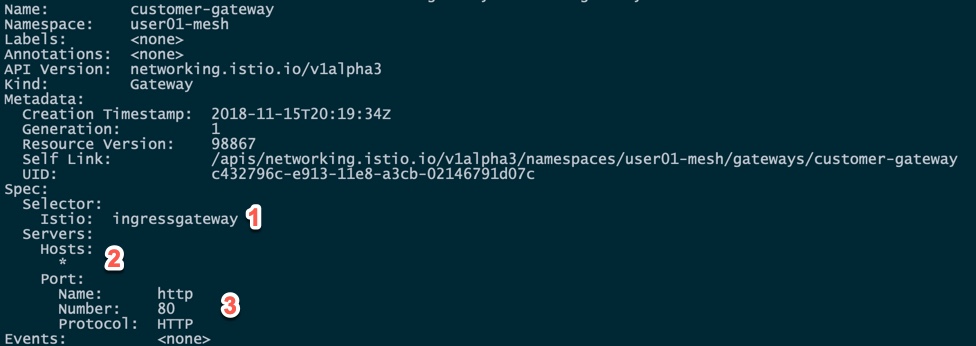 Name:         customer-gateway
Namespace:    user01-mesh
Labels:       <none>
Annotations:  <none>
API Version:  networking.istio.io/v1alpha3
Kind:         Gateway
Metadata:
  Creation Timestamp:  2018-11-15T20:19:34Z
  Generation:          1
  Resource Version:    98867
  Self Link:           /apis/networking.istio.io/v1alpha3/namespaces/user01-mesh/gateways/customer-gateway
  UID:                 c432796c-e913-11e8-a3cb-02146791d07c
Spec:
  Selector:
    Istio:  ingressgateway 1
  Servers:
    Hosts: 2
      *
    Port:
      Name:      http
      Number:    80 3
      Protocol:  HTTP
Events:          <none>